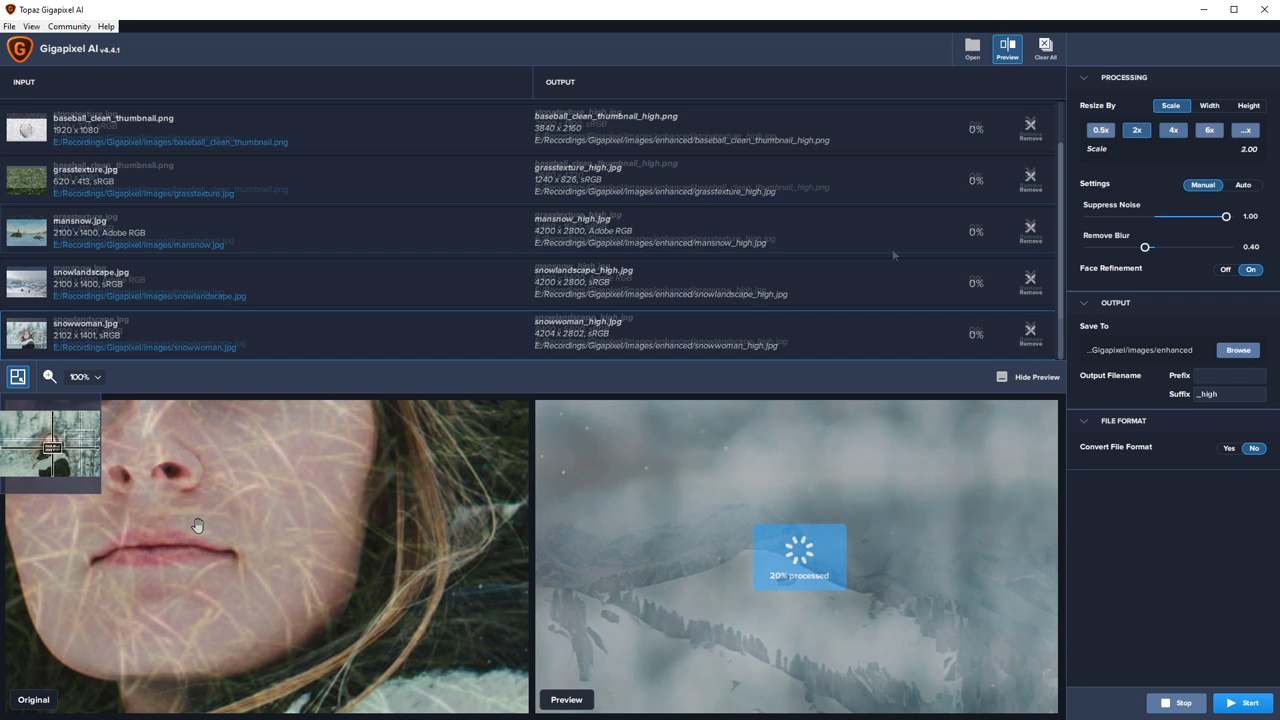 Topaz Gigapixel AI
File View Community Help
Gigapixel AI v4.4.1
Open Preview Clear All
INPUT OUTPUT
baseball_clean_thumbnail.png
1920 x 1080
E:/Recordings/Gigapixel/images/baseball_clean_thumbnail.png
baseball_clean_thumbnail_high.png
3840 x 2160
E:/Recordings/Gigapixel/images/enhanced/baseball_clean_thumbnail_high.png
0%
Remove
grasstexture.jpg
620 x 413, sRGB
E:/Recordings/Gigapixel/images/grasstexture.jpg
grasstexture_high.jpg
1240 x 826, sRGB
E:/Recordings/Gigapixel/images/enhanced/grasstexture_high.jpg
0%
Remove
mansnow.jpg
2100 x 1400, Adobe RGB
E:/Recordings/Gigapixel/images/mansnow.jpg
mansnow_high.jpg
4200 x 2800, Adobe RGB
E:/Recordings/Gigapixel/images/enhanced/mansnow_high.jpg
0%
Remove
snowlandscape.jpg
2100 x 1400, sRGB
E:/Recordings/Gigapixel/images/snowlandscape.jpg
snowlandscape_high.jpg
4200 x 2800, sRGB
E:/Recordings/Gigapixel/images/enhanced/snowlandscape_high.jpg
0%
Remove
snowwoman.jpg
2102 x 1401, sRGB
E:/Recordings/Gigapixel/images/snowwoman.jpg
snowwoman_high.jpg
4204 x 2802, sRGB
E:/Recordings/Gigapixel/images/enhanced/snowwoman_high.jpg
0%
Remove
100%
Hide Preview
20% processed
Original
Preview
PROCESSING
Resize By Scale Width Height
0.5x 2x 4x 6x ...x
Scale 2.00
Settings Manual Auto
Suppress Noise
1.00
Remove Blur
0.40
Face Refinement Off On
OUTPUT
Save To
...Gigapixel/images/enhanced Browse
Output Filename Prefix
Suffix _high
FILE FORMAT
Convert File Format Yes No
Stop Start